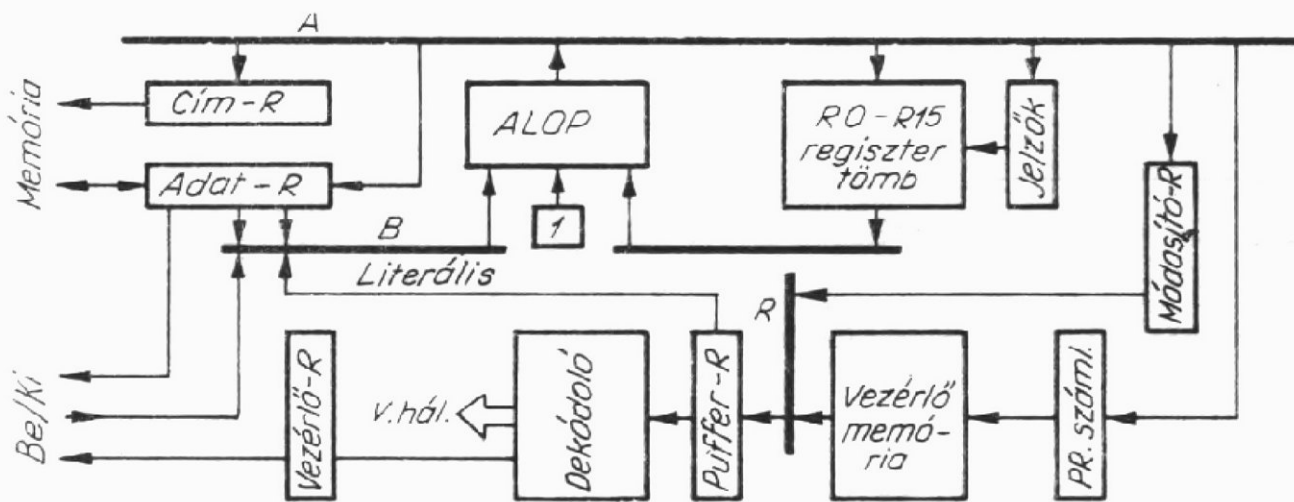 A
Memória
Cím-R
ALOP
R0-R15
regiszter
tömb
Jelzők
Adat-R
Módosító-R
B
1
Literális
R
Be/Ki
Vezérlő-R
V.hál.
Dekódoló
Puffer-R
Vezérlő
memó-
ria
PR. száml.